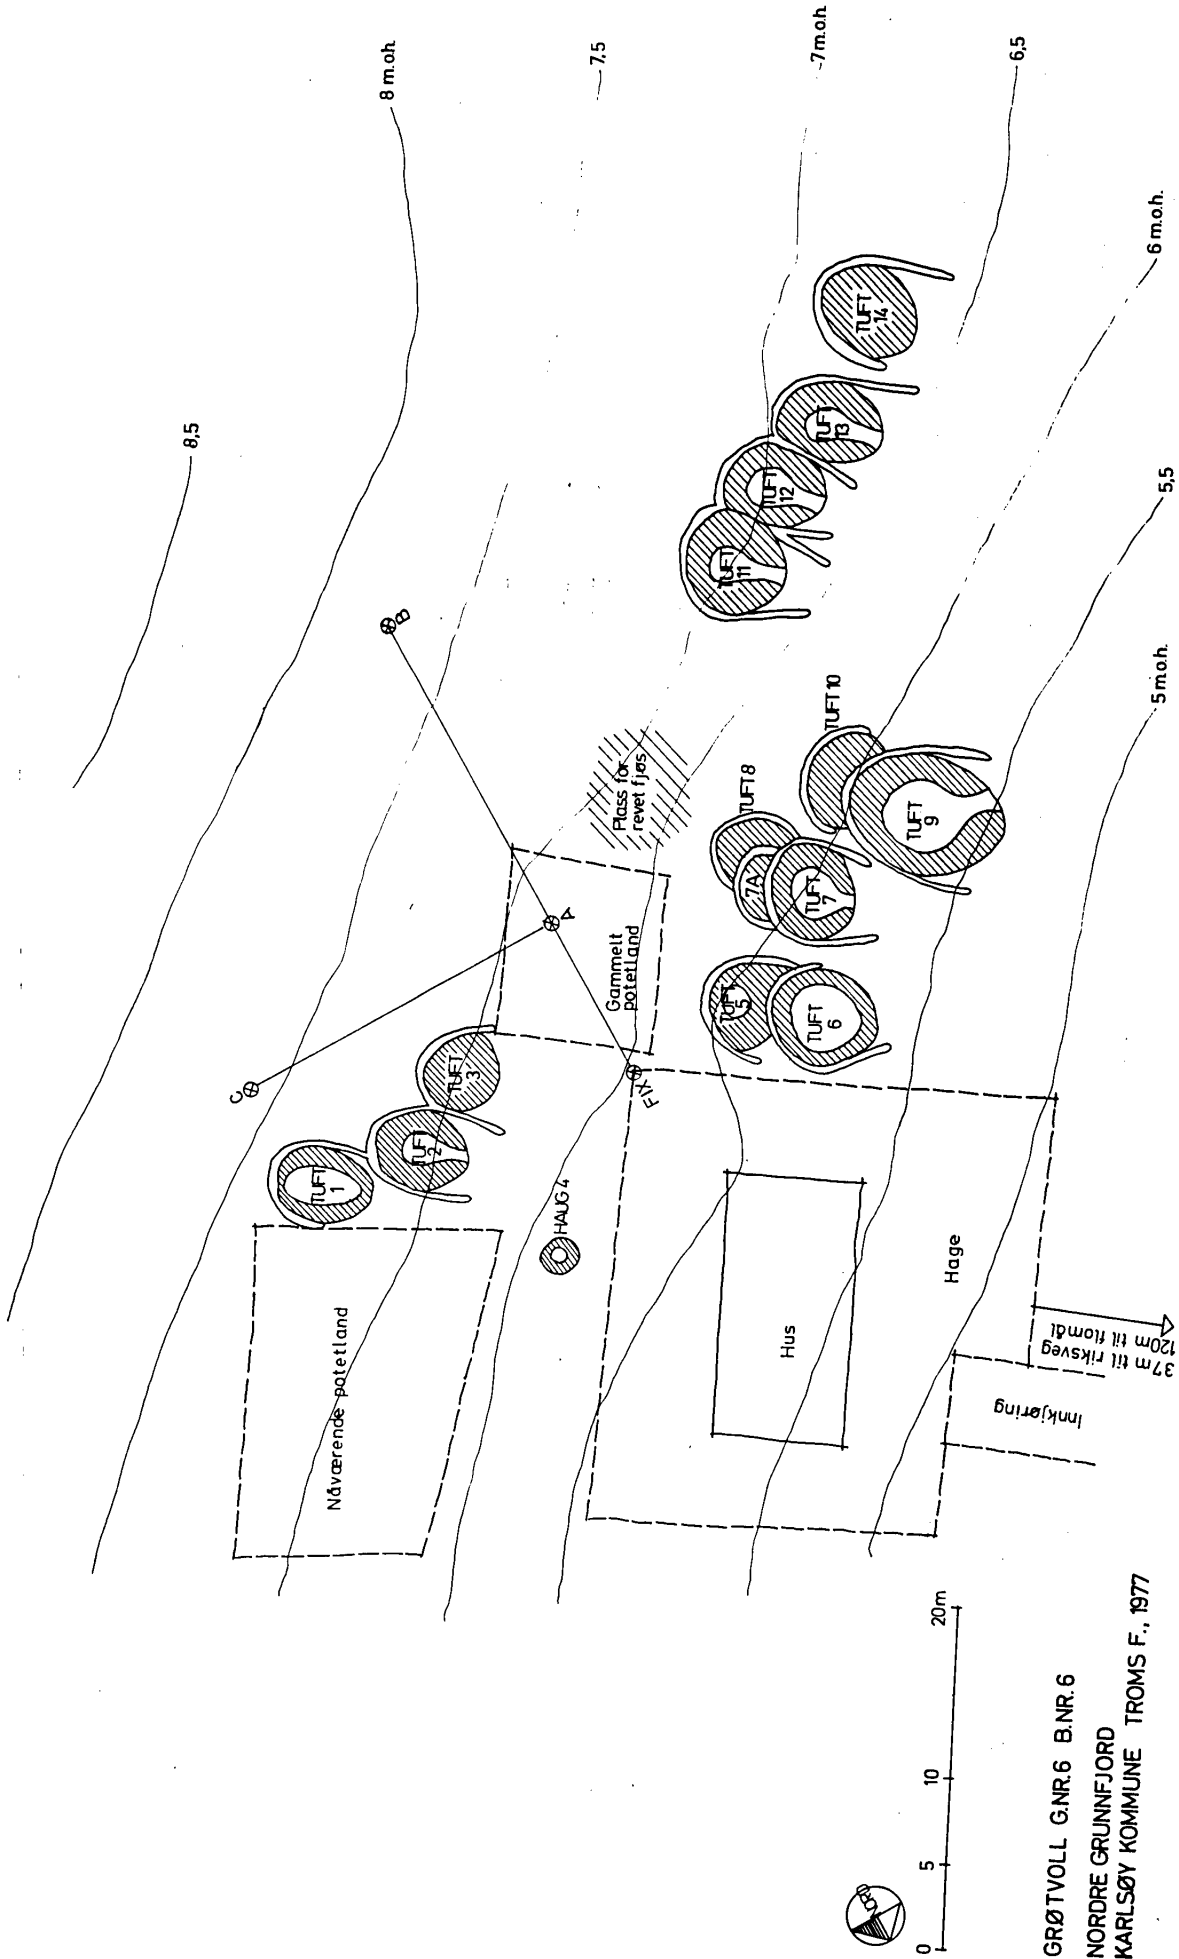 8,5
8 m.o.h.
7,5
7 m.o.h.
6,5
6 m.o.h.
5,5
5 m.o.h.
C
B
A
FIX
Nåværende potetland
TUFT
1
TUFT
2
TUFT
3
HAUG 4
Gammelt
potetland
Plass for
revet fjøs
TUFT
5
TUFT
6
TUFT
7
7A
TUFT 8
TUFT
9
TUFT 10
TUFT
11
TUFT
12
TUFT
13
TUFT
14
Hus
Hage
Innkjøring
37m til riksveg
120m til flomål
NORD
0
5
10
20m
GRØTVOLL G.NR.6 B.NR.6
NORDRE GRUNNFJORD
KARLSØY KOMMUNE TROMS F., 1977